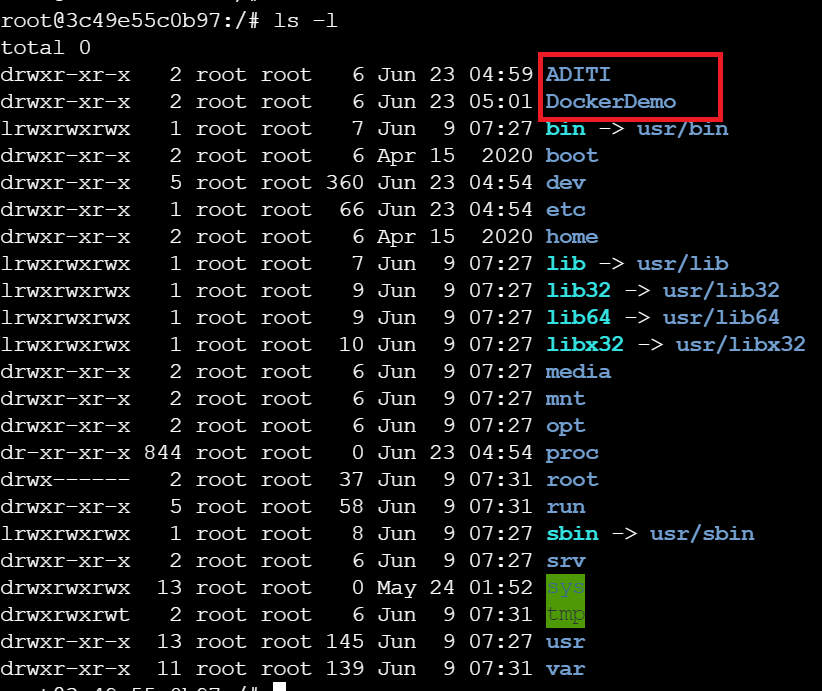 root@3c49e55c0b97:/# ls -l
total 0
drwxr-xr-x   2 root root   6 Jun 23 04:59 ADITI
drwxr-xr-x   2 root root   6 Jun 23 05:01 DockerDemo
lrwxrwxrwx   1 root root   7 Jun  9 07:27 bin -> usr/bin
drwxr-xr-x   2 root root   6 Apr 15  2020 boot
drwxr-xr-x   5 root root 360 Jun 23 04:54 dev
drwxr-xr-x   1 root root  66 Jun 23 04:54 etc
drwxr-xr-x   2 root root   6 Apr 15  2020 home
lrwxrwxrwx   1 root root   7 Jun  9 07:27 lib -> usr/lib
lrwxrwxrwx   1 root root   9 Jun  9 07:27 lib32 -> usr/lib32
lrwxrwxrwx   1 root root   9 Jun  9 07:27 lib64 -> usr/lib64
lrwxrwxrwx   1 root root  10 Jun  9 07:27 libx32 -> usr/libx32
drwxr-xr-x   2 root root   6 Jun  9 07:27 media
drwxr-xr-x   2 root root   6 Jun  9 07:27 mnt
drwxr-xr-x   2 root root   6 Jun  9 07:27 opt
dr-xr-xr-x 844 root root   0 Jun 23 04:54 proc
drwx------   2 root root  37 Jun  9 07:31 root
drwxr-xr-x   5 root root  58 Jun  9 07:31 run
lrwxrwxrwx   1 root root   8 Jun  9 07:27 sbin -> usr/sbin
drwxr-xr-x   2 root root   6 Jun  9 07:27 srv
drwxrwxrwx  13 root root   0 May 24 01:52 sys
drwxrwxrwt   2 root root   6 Jun  9 07:31 tmp
drwxr-xr-x  13 root root 145 Jun  9 07:27 usr
drwxr-xr-x  11 root root 139 Jun  9 07:31 var
root@3c49e55c0b97:/#